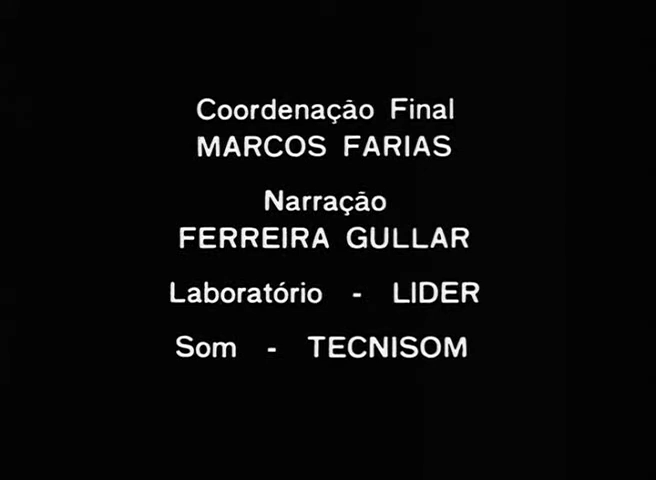 Coordenação Final
MARCOS FARIAS
Narração
FERREIRA GULLAR
Laboratório - LIDER
Som - TECNISOM